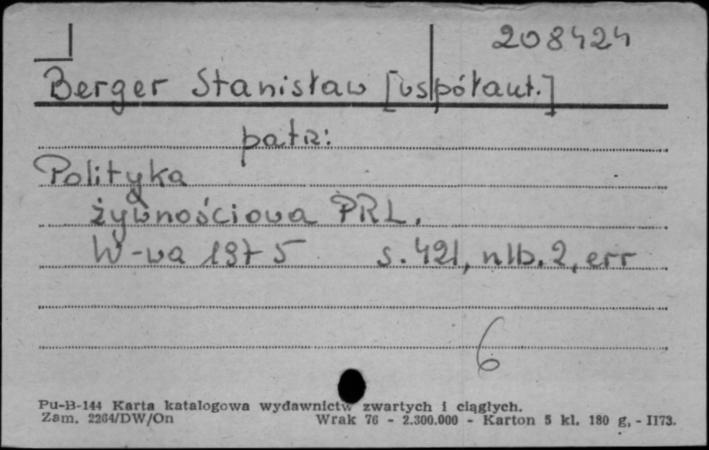 208424
Berger Stanisław [współaut.]
patrz:
Polityka
żywnościowa PRL.
W-wa 1975 s. 421, nlb. 2, err
6
Pu-B-144 Karta katalogowa wydawnictw zwartych i ciągłych.
Zam. 2264/DW/On Wrak 76 - 2.300.000 - Karton 5 kl. 180 g. - II73.